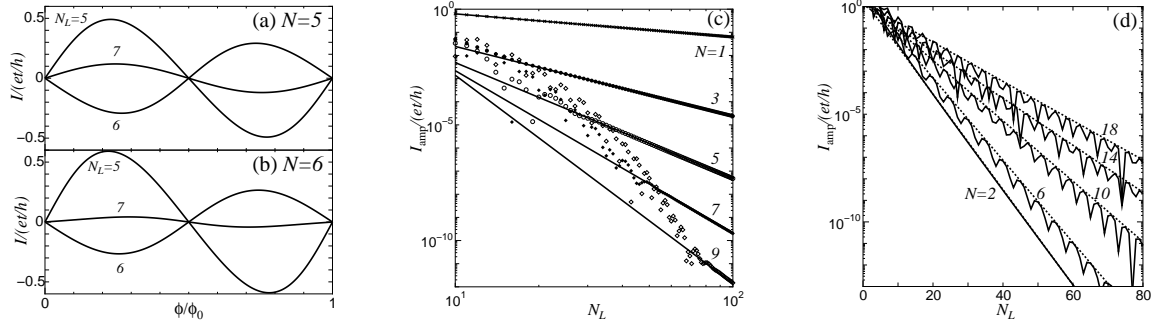 (a) N=5
N_L=5
7
6
I/(et/h)
0.5
0
−0.5
(b) N=6
N_L=5
7
6
I/(et/h)
0.5
0
−0.5
0
1
ϕ/ϕ_0
(c)
N=1
3
5
7
9
I_amp/(et/h)
10^0
10^−5
10^−10
10^1
10^2
N_L
(d)
18
14
10
6
N=2
I_amp/(et/h)
10^0
10^−5
10^−10
0
20
40
60
80
N_L